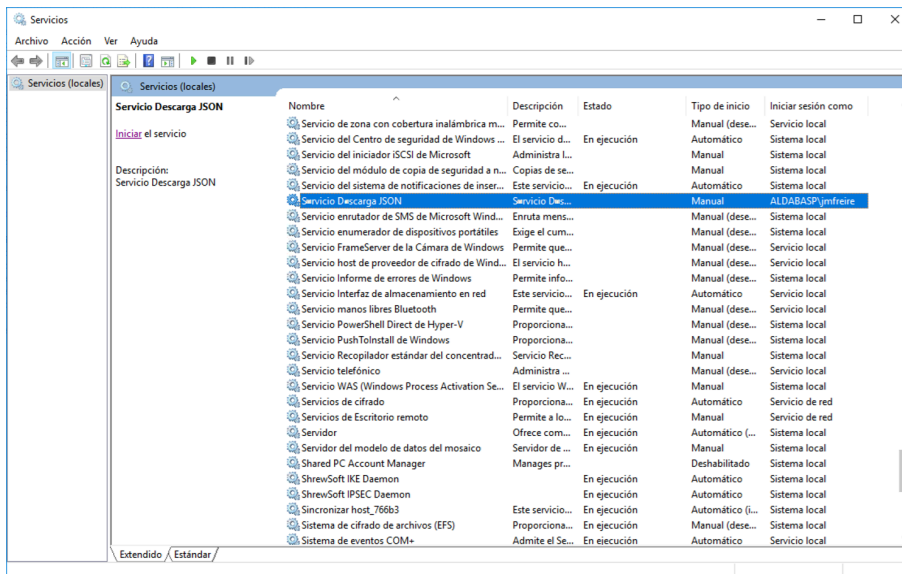 Servicios
Archivo Acción Ver Ayuda
Servicios (locales)
Servicios (locales)
Servicio Descarga JSON
Iniciar el servicio
Descripción:
Servicio Descarga JSON
Nombre Descripción Estado Tipo de inicio Iniciar sesión como
Servicio de zona con cobertura inalámbrica m... Permite co... Manual (dese... Servicio local
Servicio del Centro de seguridad de Windows ... El servicio d... En ejecución Automático Sistema local
Servicio del iniciador iSCSI de Microsoft Administra l... Manual Sistema local
Servicio del módulo de copia de seguridad a n... Copias de se... Manual Sistema local
Servicio del sistema de notificaciones de inser... Este servicio... En ejecución Automático Sistema local
Servicio Descarga JSON Servicio Des... Manual ALDABASP\jmfreire
Servicio enrutador de SMS de Microsoft Wind... Enruta mens... Manual (dese... Sistema local
Servicio enumerador de dispositivos portátiles Exige el cum... Manual (dese... Sistema local
Servicio FrameServer de la Cámara de Windows Permite que... Manual (dese... Servicio local
Servicio host de proveedor de cifrado de Wind... El servicio h... Manual (dese... Servicio local
Servicio Informe de errores de Windows Permite info... Manual (dese... Sistema local
Servicio Interfaz de almacenamiento en red Este servicio... En ejecución Automático Servicio local
Servicio manos libres Bluetooth Permite que... Manual (dese... Servicio local
Servicio PowerShell Direct de Hyper-V Proporciona... Manual (dese... Sistema local
Servicio PushToInstall de Windows Proporciona... Manual (dese... Sistema local
Servicio Recopilador estándar del concentrad... Servicio Rec... Manual Sistema local
Servicio telefónico Administra ... Manual (dese... Servicio local
Servicio WAS (Windows Process Activation Se... El servicio W... En ejecución Manual Sistema local
Servicios de cifrado Proporciona... En ejecución Automático Servicio de red
Servicios de Escritorio remoto Permite a lo... En ejecución Manual Servicio de red
Servidor Ofrece com... En ejecución Automático (... Sistema local
Servidor del modelo de datos del mosaico Servidor de ... En ejecución Manual Sistema local
Shared PC Account Manager Manages pr... Deshabilitado Sistema local
ShrewSoft IKE Daemon En ejecución Automático Sistema local
ShrewSoft IPSEC Daemon En ejecución Automático Sistema local
Sincronizar host_766b3 Este servicio... En ejecución Automático (i... Sistema local
Sistema de cifrado de archivos (EFS) Proporciona... En ejecución Manual (dese... Sistema local
Sistema de eventos COM+ Admite el Se... En ejecución Automático Servicio local
Extendido Estándar